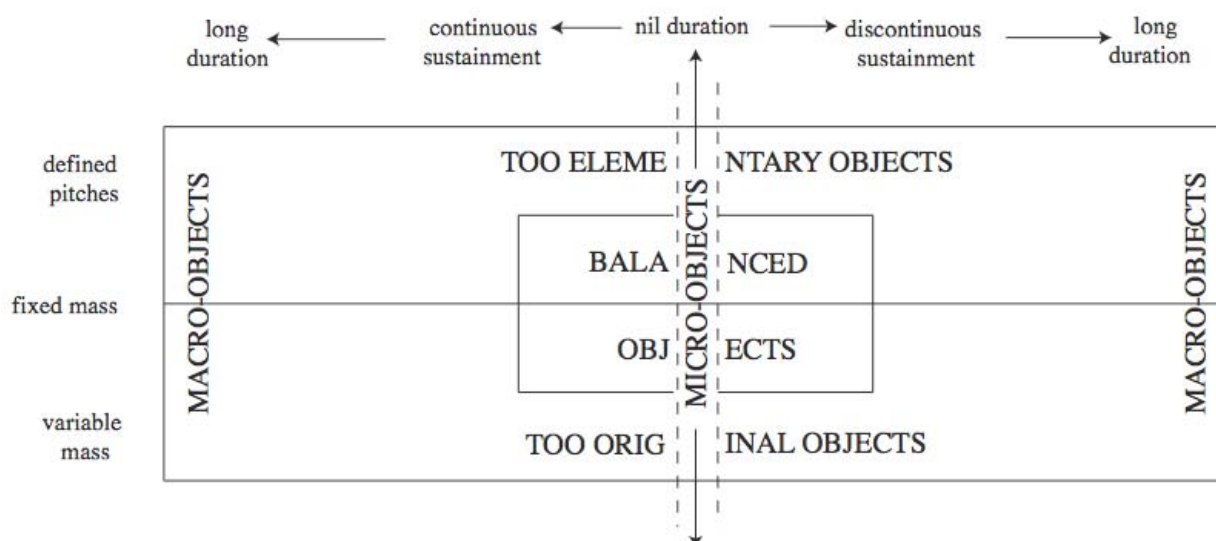 long duration
continuous sustainment
nil duration
discontinuous sustainment
long duration
defined pitches
TOO ELEME NTARY OBJECTS
MACRO-OBJECTS
MICRO-OBJECTS
MACRO-OBJECTS
BALA NCED
fixed mass
OBJ ECTS
variable mass
TOO ORIG INAL OBJECTS